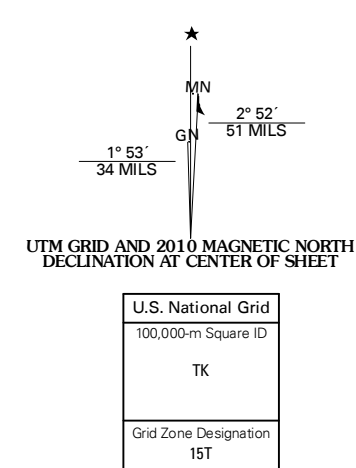 MN
2° 52´
51 MILS
GN
1° 53´
34 MILS
UTM GRID AND 2010 MAGNETIC NORTH
DECLINATION AT CENTER OF SHEET
U.S. National Grid
100,000-m Square ID
TK
Grid Zone Designation
15T